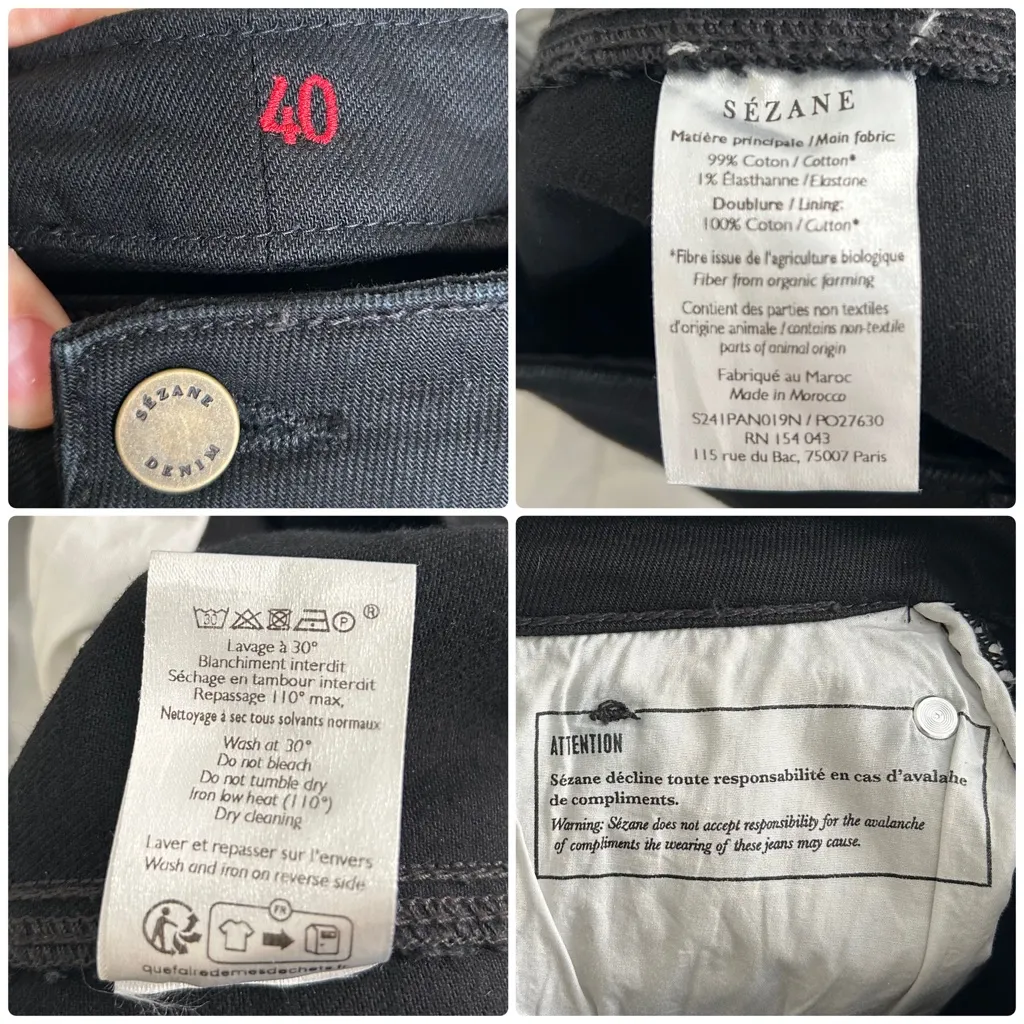 40
SÉZANE
DENIM
SÉZANE
Matière principale / Main fabric
99% Coton / Cotton*
1% Élasthanne / Elastane
Doublure / Lining:
100% Coton / Cotton*
*Fibre issue de l'agriculture biologique
Fiber from organic farming
Contient des parties non textiles
d'origine animale / contains non-textile
parts of animal origin
Fabriqué au Maroc
Made in Morocco
S241PAN019N / PO27630
RN 154 043
115 rue du Bac, 75007 Paris
30 P ®
Lavage à 30°
Blanchiment interdit
Séchage en tambour interdit
Repassage 110° max,
Nettoyage à sec tous solvants normaux
Wash at 30°
Do not bleach
Do not tumble dry
Iron low heat (110°)
Dry cleaning
Laver et repasser sur l'envers
Wash and iron on reverse side
FR
quefairedemesdechets.fr
ATTENTION
Sézane décline toute responsabilité en cas d'avalanhe
de compliments.
Warning: Sézane does not accept responsibility for the avalanche
of compliments the wearing of these jeans may cause.